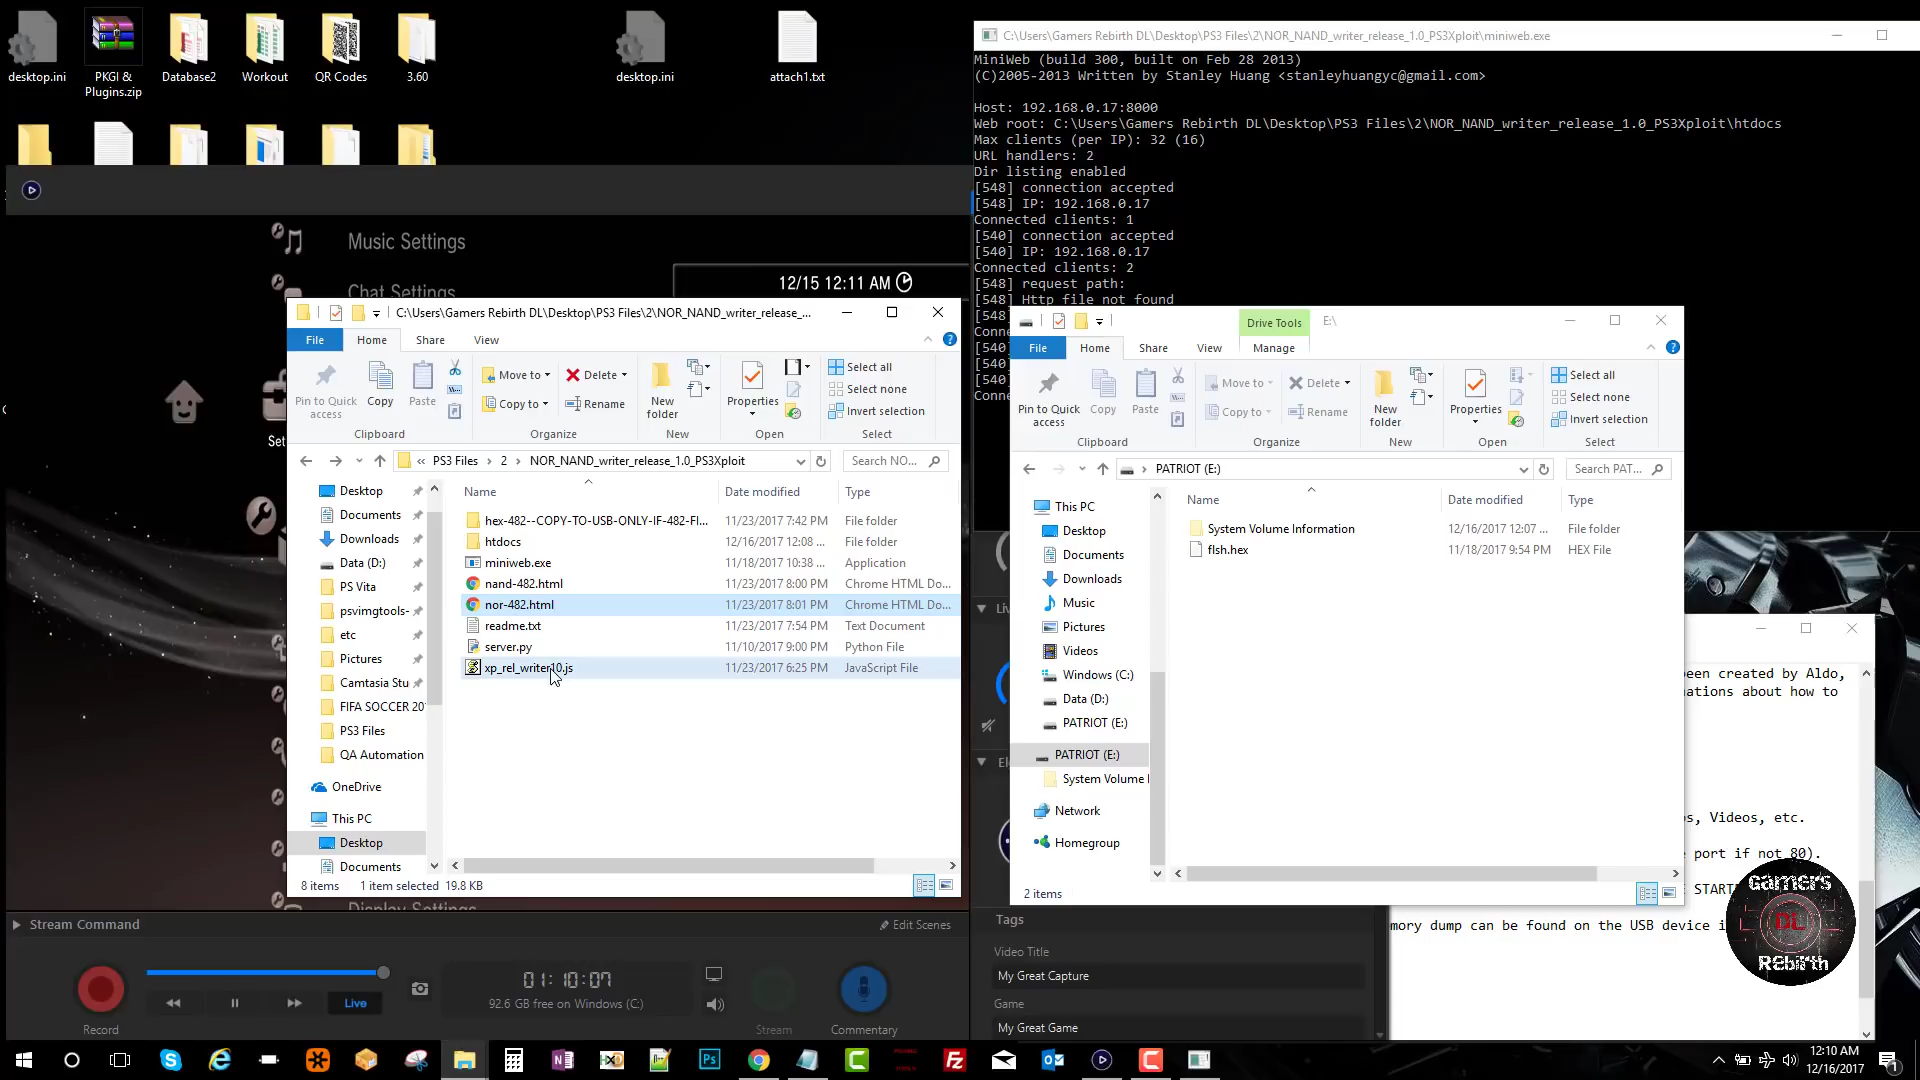 desktop.ini
PKGI &
Plugins.zip
Database2
Workout
QR Codes
3.60
desktop.ini
attach1.txt
C:\Users\Gamers Rebirth DL\Desktop\PS3 Files\2\NOR_NAND_writer_release_1.0_PS3Xploit\miniweb.exe
MiniWeb (build 300, built on Feb 28 2013)
(C)2005-2013 Written by Stanley Huang <stanleyhuangyc@gmail.com>
Host: 192.168.0.17:8000
Web root: C:\Users\Gamers Rebirth DL\Desktop\PS3 Files\2\NOR_NAND_writer_release_1.0_PS3Xploit\htdocs
Max clients (per IP): 32 (16)
URL handlers: 2
Dir listing enabled
[548] connection accepted
[548] IP: 192.168.0.17
Connected clients: 1
[540] connection accepted
[540] IP: 192.168.0.17
Connected clients: 2
[548] request path:
[548] Http file not found
[548]
Conne
[540]
[540]
[540]
Conne
Music Settings
Chat Settings
12/15 12:11 AM
Set
Display Settings
C:\Users\Gamers Rebirth DL\Desktop\PS3 Files\2\NOR_NAND_writer_release_...
File Home Share View
Pin to Quick
access
Copy
Paste
Move to
Copy to
Delete
Rename
New
folder
Properties
Select all
Select none
Invert selection
Clipboard Organize New Open Select
« PS3 Files › 2 › NOR_NAND_writer_release_1.0_PS3Xploit
Search NO...
Name Date modified Type
hex-482--COPY-TO-USB-ONLY-IF-482-FI... 11/23/2017 7:42 PM File folder
htdocs 12/16/2017 12:08 ... File folder
miniweb.exe 11/18/2017 10:38 ... Application
nand-482.html 11/23/2017 8:00 PM Chrome HTML Do...
nor-482.html 11/23/2017 8:01 PM Chrome HTML Do...
readme.txt 11/23/2017 7:54 PM Text Document
server.py 11/10/2017 9:00 PM Python File
xp_rel_writer10.js 11/23/2017 6:25 PM JavaScript File
Desktop
Documents
Downloads
Data (D:)
PS Vita
psvimgtools-
etc
Pictures
Camtasia Stu
FIFA SOCCER 20
PS3 Files
QA Automation
OneDrive
This PC
Desktop
Documents
8 items 1 item selected 19.8 KB
Drive Tools E:\
File Home Share View Manage
Pin to Quick
access
Copy
Paste
Move to
Copy to
Delete
Rename
New
folder
Properties
Select all
Select none
Invert selection
Clipboard Organize New Open Select
PATRIOT (E:)
Search PAT...
Name Date modified Type
System Volume Information 12/16/2017 12:07 ... File folder
flsh.hex 11/18/2017 9:54 PM HEX File
This PC
Desktop
Documents
Downloads
Music
Pictures
Videos
Windows (C:)
Data (D:)
PATRIOT (E:)
PATRIOT (E:)
System Volume I
Network
Homegroup
2 items
Li
El
een created by Aldo,
ations about how to
s, Videos, etc.
e port if not 80).
START
mory dump can be found on the USB device i
Gamers
DL
Rebirth
Stream Command
Edit Scenes
Record
Live
01:10:07
92.6 GB free on Windows (C:)
Stream
Commentary
Tags
Video Title
My Great Capture
Game
My Great Game
12:10 AM
12/16/2017
1